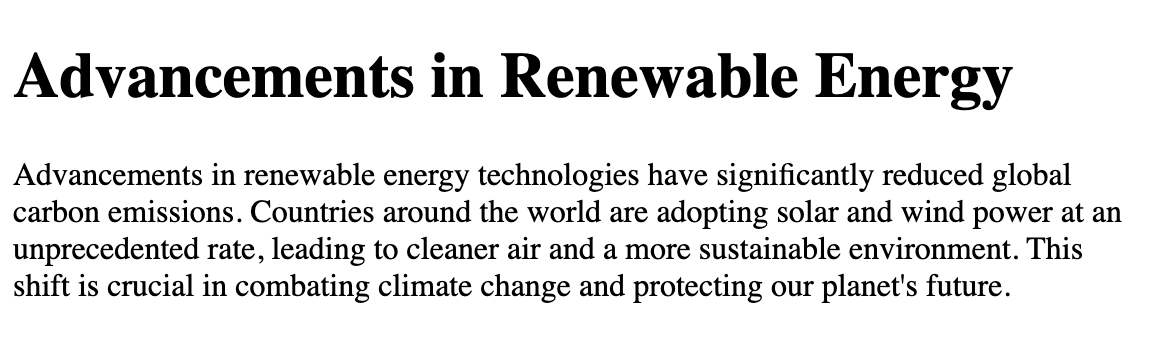 Advancements in Renewable Energy
Advancements in renewable energy technologies have significantly reduced global
carbon emissions. Countries around the world are adopting solar and wind power at an
unprecedented rate, leading to cleaner air and a more sustainable environment. This
shift is crucial in combating climate change and protecting our planet's future.